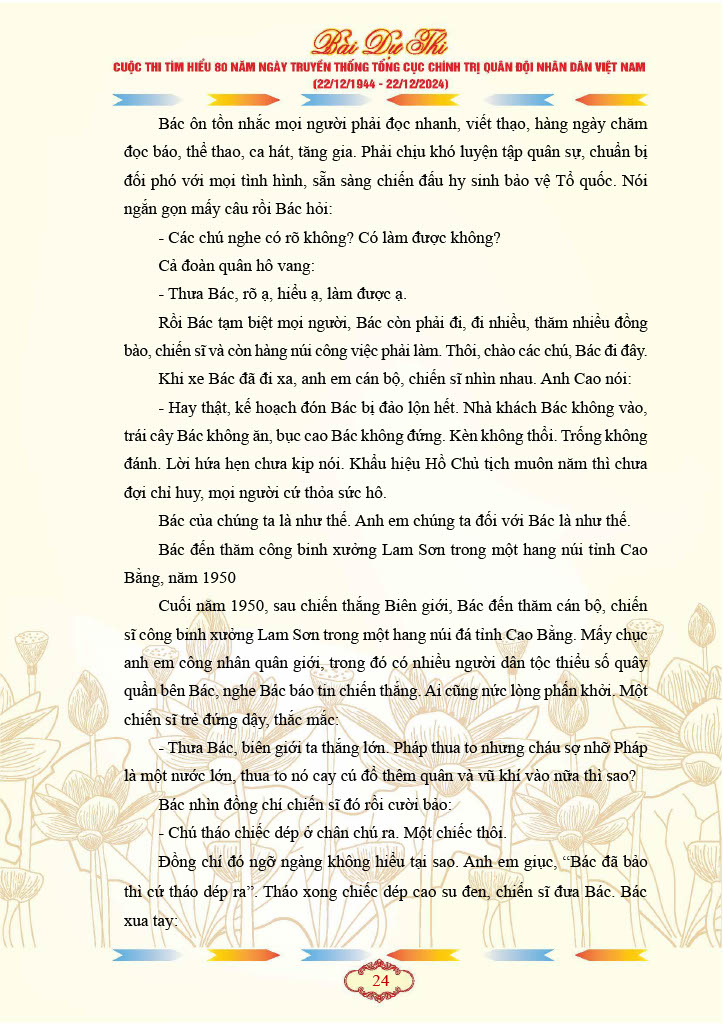 Bài Dự Thi
CUỘC THI TÌM HIỂU 80 NĂM NGÀY TRUYỀN THỐNG TỔNG CỤC CHÍNH TRỊ QUÂN ĐỘI NHÂN DÂN VIỆT NAM
(22/12/1944 - 22/12/2024)
Bác ôn tồn nhắc mọi người phải đọc nhanh, viết thạo, hàng ngày chăm
đọc báo, thể thao, ca hát, tăng gia. Phải chịu khó luyện tập quân sự, chuẩn bị
đối phó với mọi tình hình, sẵn sàng chiến đấu hy sinh bảo vệ Tổ quốc. Nói
ngắn gọn mấy câu rồi Bác hỏi:
- Các chú nghe có rõ không? Có làm được không?
Cả đoàn quân hô vang:
- Thưa Bác, rõ ạ, hiểu ạ, làm được ạ.
Rồi Bác tạm biệt mọi người, Bác còn phải đi, đi nhiều, thăm nhiều đồng
bào, chiến sĩ và còn hàng núi công việc phải làm. Thôi, chào các chú, Bác đi đây.
Khi xe Bác đã đi xa, anh em cán bộ, chiến sĩ nhìn nhau. Anh Cao nói:
- Hay thật, kế hoạch đón Bác bị đảo lộn hết. Nhà khách Bác không vào,
trái cây Bác không ăn, bục cao Bác không đứng. Kèn không thổi. Trống không
đánh. Lời hứa hẹn chưa kịp nói. Khẩu hiệu Hồ Chủ tịch muôn năm thì chưa
đợi chỉ huy, mọi người cứ thỏa sức hô.
Bác của chúng ta là như thế. Anh em chúng ta đối với Bác là như thế.
Bác đến thăm công binh xưởng Lam Sơn trong một hang núi tỉnh Cao
Bằng, năm 1950
Cuối năm 1950, sau chiến thắng Biên giới, Bác đến thăm cán bộ, chiến
sĩ công binh xưởng Lam Sơn trong một hang núi đá tỉnh Cao Bằng. Mấy chục
anh em công nhân quân giới, trong đó có nhiều người dân tộc thiểu số quây
quần bên Bác, nghe Bác báo tin chiến thắng. Ai cũng nức lòng phấn khởi. Một
chiến sĩ trẻ đứng dậy, thắc mắc:
- Thưa Bác, biên giới ta thắng lớn. Pháp thua to nhưng cháu sợ nhỡ Pháp
là một nước lớn, thua to nó cay cú đổ thêm quân và vũ khí vào nữa thì sao?
Bác nhìn đồng chí chiến sĩ đó rồi cười bảo:
- Chú tháo chiếc dép ở chân chú ra. Một chiếc thôi.
Đồng chí đó ngỡ ngàng không hiểu tại sao. Anh em giục, “Bác đã bảo
thì cứ tháo dép ra”. Tháo xong chiếc dép cao su đen, chiến sĩ đưa Bác. Bác
xua tay:
24